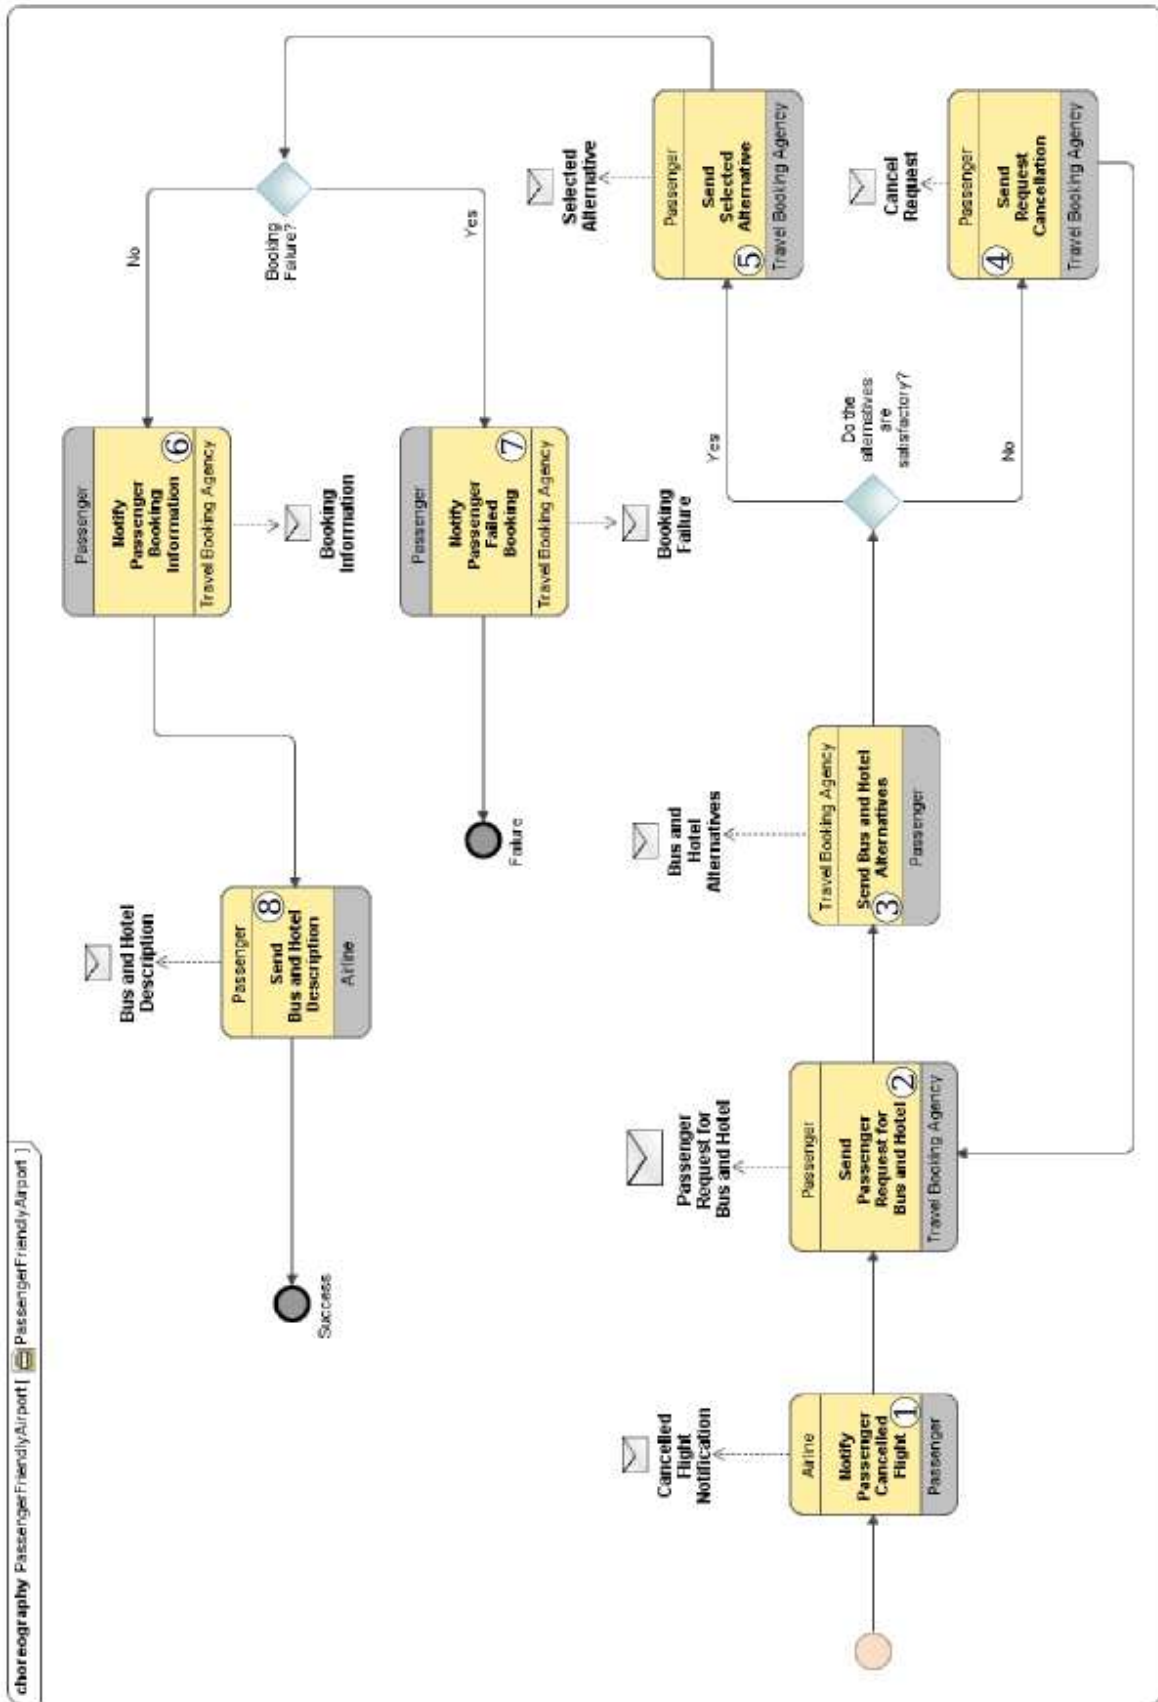 choreography PassengerFriendlyAirport [ PassengerFriendlyAirport ]
Cancelled
Flight
Notification
Airline
Notify
Passenger
Cancelled
Flight
1
Passenger
Passenger
Request for
Bus and Hotel
Passenger
Send
Passenger
Request for
Bus and Hotel
2
Travel Booking Agency
Bus and
Hotel
Alternatives
Travel Booking Agency
Send Bus and Hotel
Alternatives
3
Passenger
Do the
alternatives
are
satisfactory?
Yes
No
Cancel
Request
Passenger
Send
Request
Cancellation
4
Travel Booking Agency
Selected
Alternative
Passenger
Send
Selected
Alternative
5
Travel Booking Agency
Booking
Failure?
No
Yes
Passenger
Notify
Passenger
Booking
Information
6
Travel Booking Agency
Booking
Information
Passenger
Notify
Passenger
Failed
Booking
7
Travel Booking Agency
Booking
Failure
Failure
Bus and Hotel
Description
Passenger
8
Send
Bus and Hotel
Description
Airline
Success